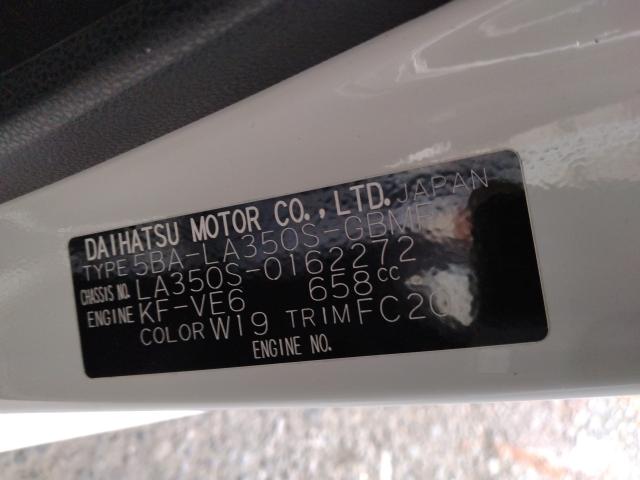 DAIHATSU MOTOR CO., LTD. JAPAN
TYPE 5BA-LA350S-GBMF
CHASSIS NO. LA350S-0162272
ENGINE KF-VE6 658cc
COLOR W19 TRIM FC20
ENGINE NO.